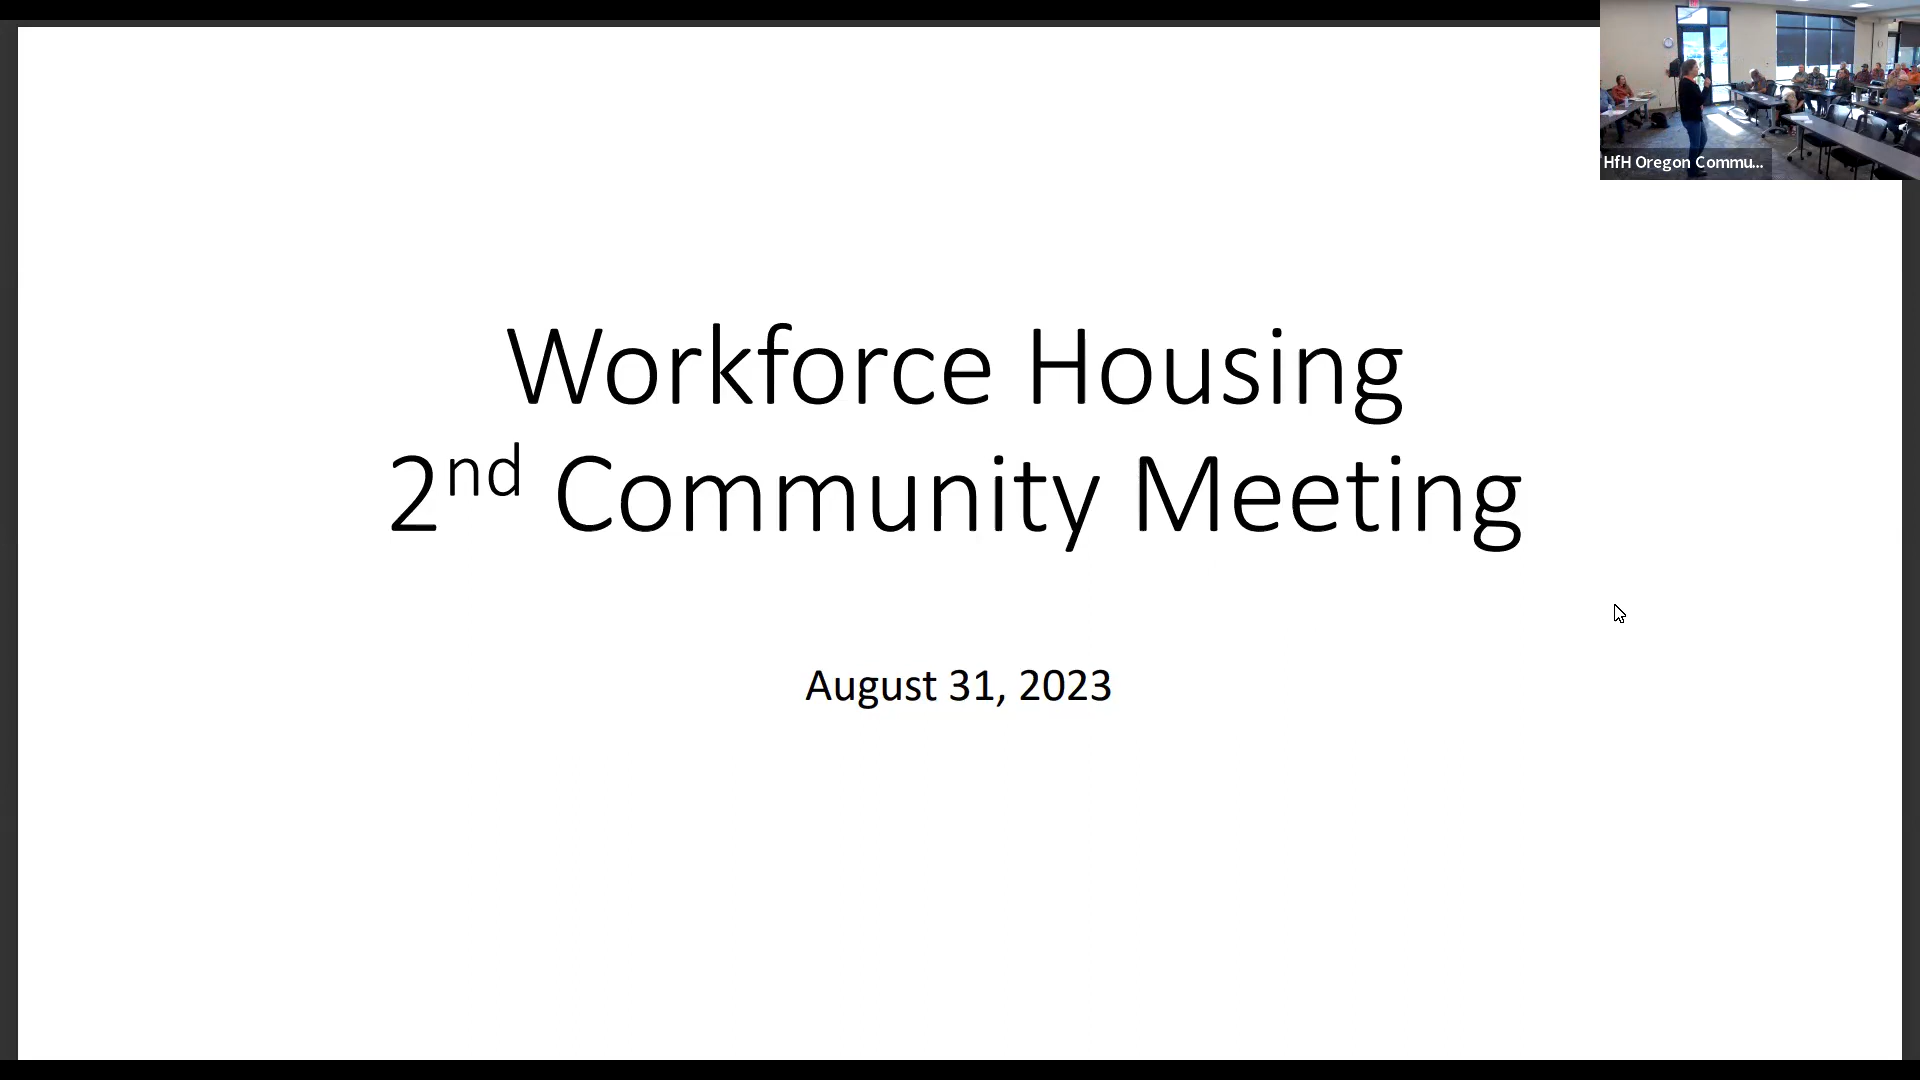 Workforce Housing
2nd Community Meeting
August 31, 2023
HfH Oregon Commu...